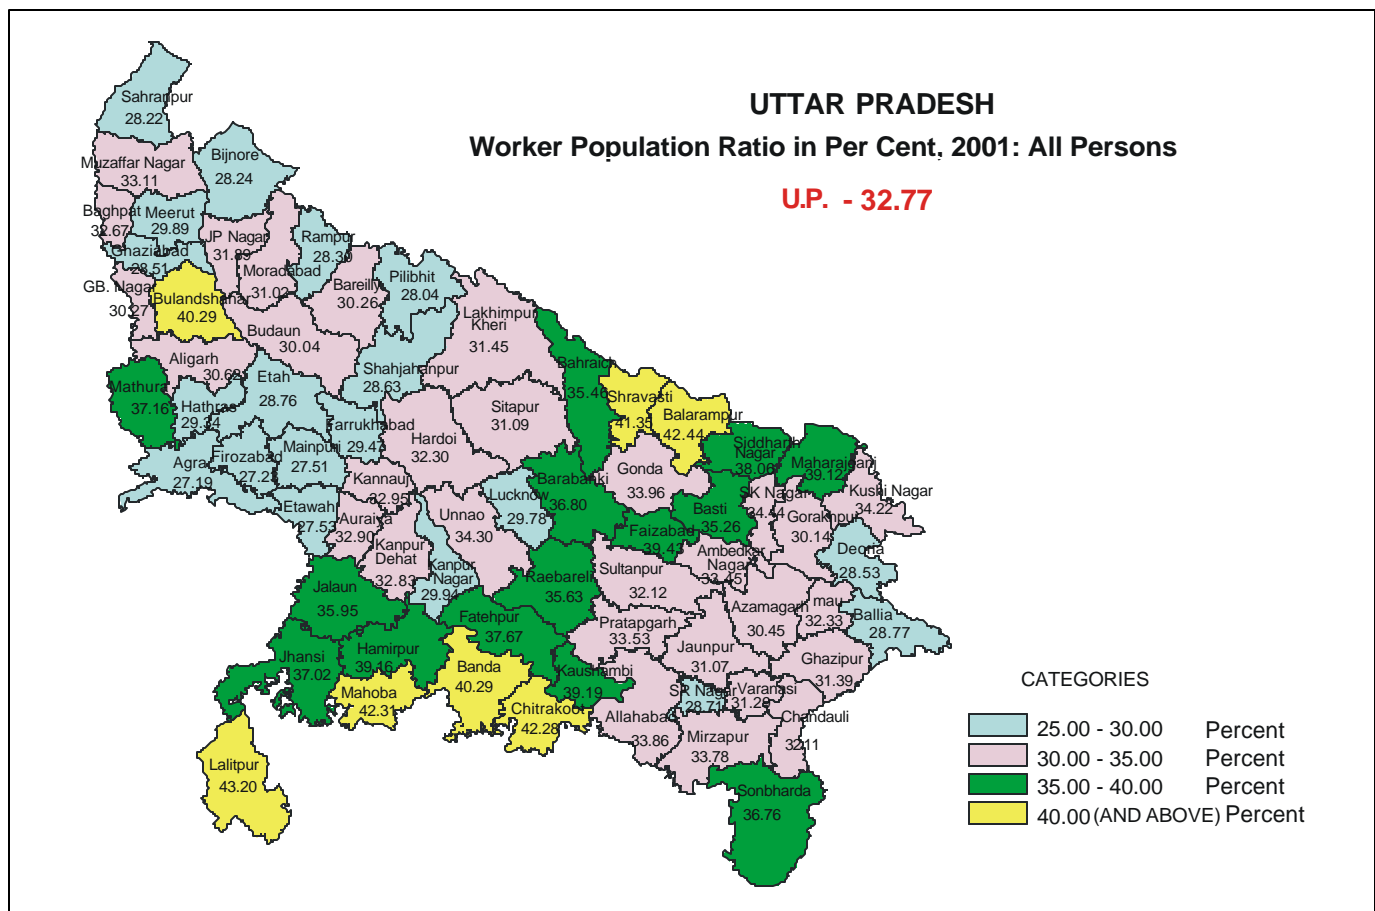 UTTAR PRADESH
Worker Population Ratio in Per Cent, 2001: All Persons
U.P. - 32.77
Sahranpur
28.22
Muzaffar Nagar
33.11
Bijnore
28.24
Baghpat
32.67
Meerut
29.89
JP Nagar
31.89
Ghaziabad
28.51
Moradabad
31.02
Rampur
28.30
Bareilly
30.26
Pilibhit
28.04
GB. Nagar
30.27
Bulandshahar
40.29
Budaun
30.04
Lakhimpur
Kheri
31.45
Shahjahanpur
28.63
Aligarh
30.62
Mathura
37.16
Hathras
29.34
Etah
28.76
Bahraich
35.46
Shravasti
41.35
Balarampur
42.44
Sitapur
31.09
Farrukhabad
29.47
Hardoi
32.30
Agra
27.19
Firozabad
27.23
Mainpuri
27.51
Siddharth
Nagar
38.06
Maharajganj
39.12
Kushi Nagar
34.22
Gonda
33.96
Barabanki
36.80
Kannauj
32.95
Lucknow
29.78
Etawah
27.53
Auraiya
32.90
Unnao
34.30
Basti
35.26
SK Nagar
34.44
Gorakhpur
30.14
Faizabad
39.43
Kanpur
Dehat
32.83
Kanpur
Nagar
29.94
Ambedkar
Nagar
33.45
Deoria
28.53
Raebareli
35.63
Sultanpur
32.12
Jalaun
35.95
Azamagarh
30.45
mau
32.33
Ballia
28.77
Fatehpur
37.67
Pratapgarh
33.53
Jaunpur
31.07
Ghazipur
31.39
Jhansi
37.02
Hamirpur
39.16
Banda
40.29
Kaushambi
39.19
Mahoba
42.31
Chitrakoot
42.28
Allahabad
33.86
SR Nagar
28.71
Varanasi
31.29
Chandauli
32.11
Mirzapur
33.78
Lalitpur
43.20
Sonbharda
36.76
CATEGORIES
25.00 - 30.00 Percent
30.00 - 35.00 Percent
35.00 - 40.00 Percent
40.00 (AND ABOVE) Percent